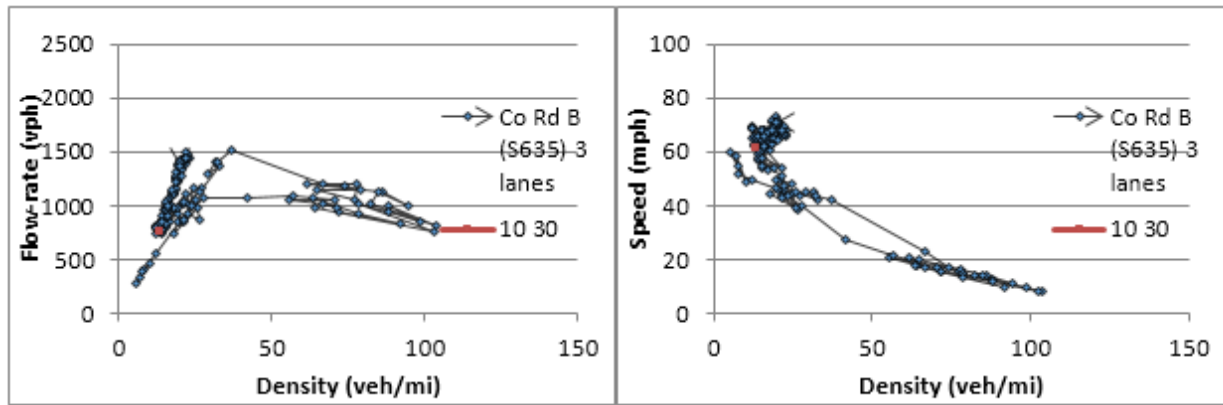 2500
2000
1500
1000
500
0
Flow-rate (vph)
0 50 100 150
Density (veh/mi)
Co Rd B
(S635) 3
lanes
10 30
100
80
60
40
20
0
Speed (mph)
0 50 100 150
Density (veh/mi)
Co Rd B
(S635) 3
lanes
10 30